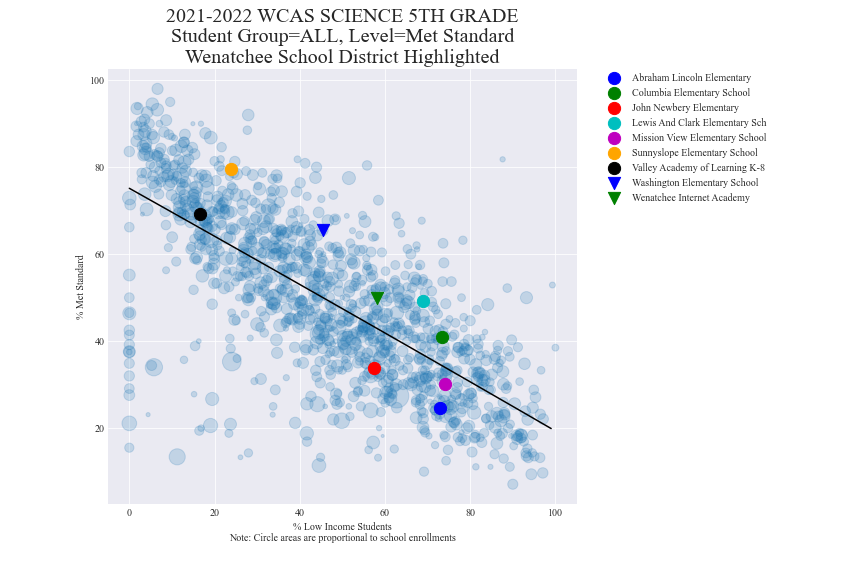 2021-2022 WCAS SCIENCE 5TH GRADE
Student Group=ALL, Level=Met Standard
Wenatchee School District Highlighted
100
80
60
40
20
% Met Standard
0 20 40 60 80 100
% Low Income Students
Note: Circle areas are proportional to school enrollments
Abraham Lincoln Elementary
Columbia Elementary School
John Newbery Elementary
Lewis And Clark Elementary Sch
Mission View Elementary School
Sunnyslope Elementary School
Valley Academy of Learning K-8
Washington Elementary School
Wenatchee Internet Academy